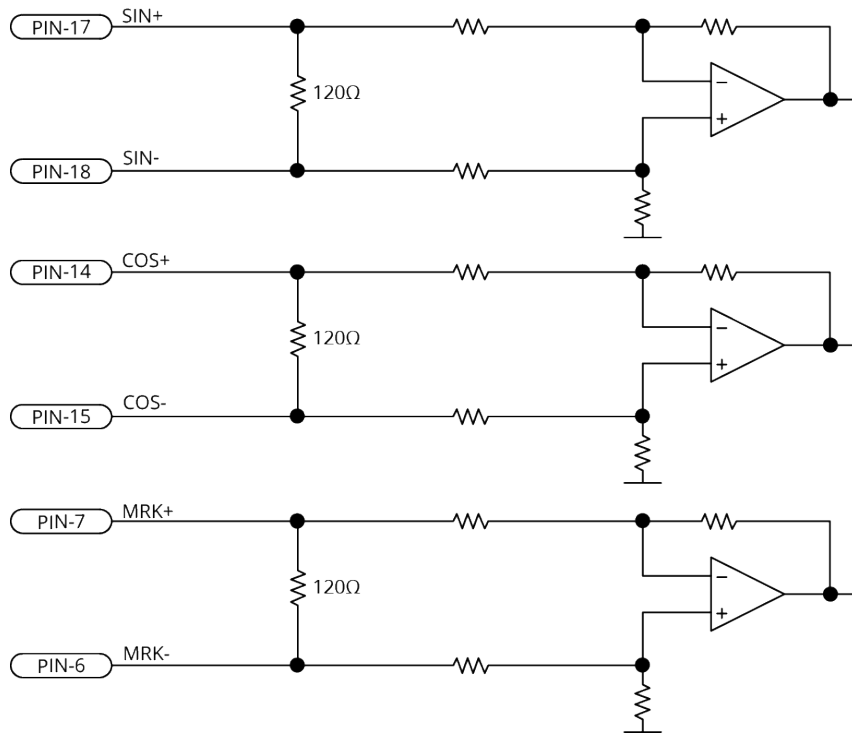 PIN-17 SIN+
120Ω
PIN-18 SIN-
PIN-14 COS+
120Ω
PIN-15 COS-
PIN-7 MRK+
120Ω
PIN-6 MRK-